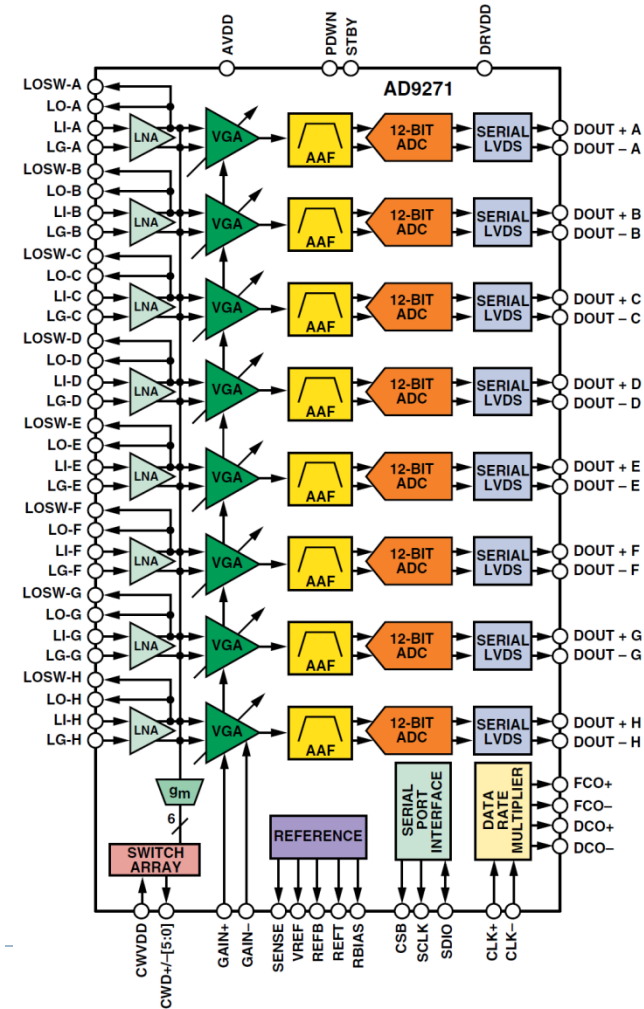 AVDD
PDWN
STBY
DRVDD
AD9271
LOSW-A
LO-A
LI-A
LG-A
LNA
VGA
AAF
12-BIT
ADC
SERIAL
LVDS
DOUT + A
DOUT – A
LOSW-B
LO-B
LI-B
LG-B
LNA
VGA
AAF
12-BIT
ADC
SERIAL
LVDS
DOUT + B
DOUT – B
LOSW-C
LO-C
LI-C
LG-C
LNA
VGA
AAF
12-BIT
ADC
SERIAL
LVDS
DOUT + C
DOUT – C
LOSW-D
LO-D
LI-D
LG-D
LNA
VGA
AAF
12-BIT
ADC
SERIAL
LVDS
DOUT + D
DOUT – D
LOSW-E
LO-E
LI-E
LG-E
LNA
VGA
AAF
12-BIT
ADC
SERIAL
LVDS
DOUT + E
DOUT – E
LOSW-F
LO-F
LI-F
LG-F
LNA
VGA
AAF
12-BIT
ADC
SERIAL
LVDS
DOUT + F
DOUT – F
LOSW-G
LO-G
LI-G
LG-G
LNA
VGA
AAF
12-BIT
ADC
SERIAL
LVDS
DOUT + G
DOUT – G
LOSW-H
LO-H
LI-H
LG-H
LNA
VGA
AAF
12-BIT
ADC
SERIAL
LVDS
DOUT + H
DOUT – H
gm
6
SWITCH
ARRAY
REFERENCE
SERIAL
PORT
INTERFACE
DATA
RATE
MULTIPLIER
FCO+
FCO–
DCO+
DCO–
CWVDD
CWD+/–[5:0]
GAIN+
GAIN–
SENSE
VREF
REFB
REFT
RBIAS
CSB
SCLK
SDIO
CLK+
CLK–